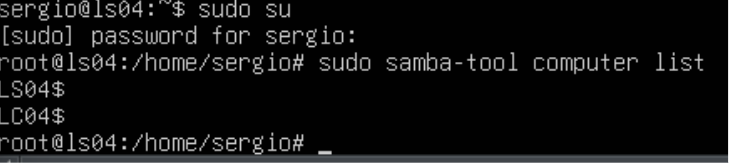 sergio@ls04:~$ sudo su
[sudo] password for sergio:
root@ls04:/home/sergio# sudo samba-tool computer list
LS04$
LC04$
root@ls04:/home/sergio# _